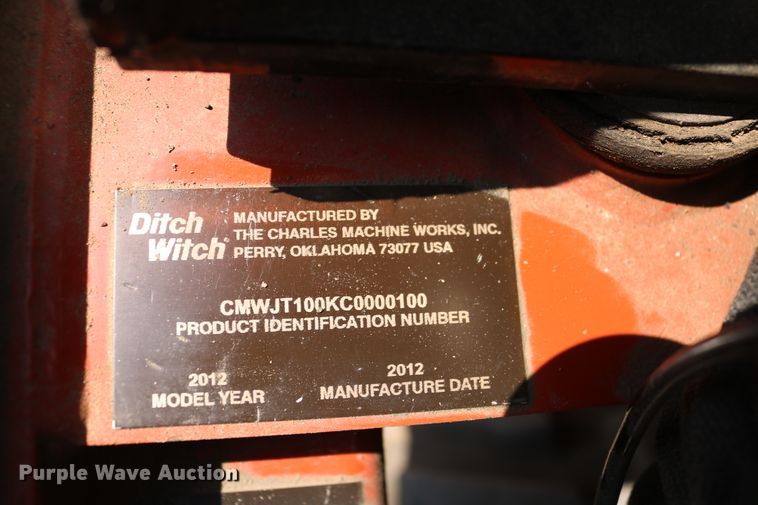 Ditch Witch®
MANUFACTURED BY
THE CHARLES MACHINE WORKS, INC.
PERRY, OKLAHOMA 73077 USA
CMWJT100KC0000100
PRODUCT IDENTIFICATION NUMBER
2012
MODEL YEAR
2012
MANUFACTURE DATE
Purple Wave Auction